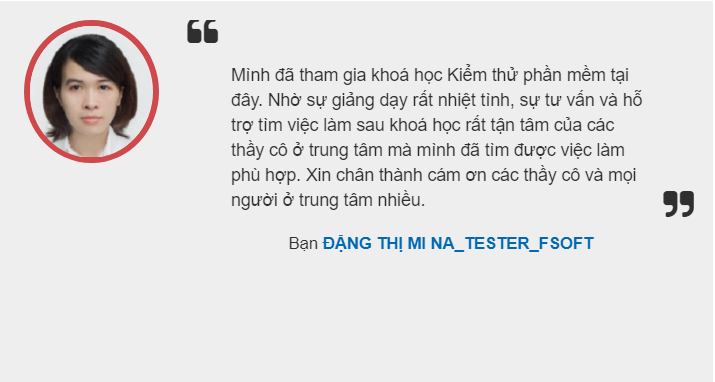 Mình đã tham gia khoá học Kiểm thử phần mềm tại
đây. Nhờ sự giảng dạy rất nhiệt tình, sự tư vấn và hỗ
trợ tìm việc làm sau khoá học rất tận tâm của các
thầy cô ở trung tâm mà mình đã tìm được việc làm
phù hợp. Xin chân thành cám ơn các thầy cô và mọi
người ở trung tâm nhiều.
Bạn ĐẶNG THỊ MI NA_TESTER_FSOFT